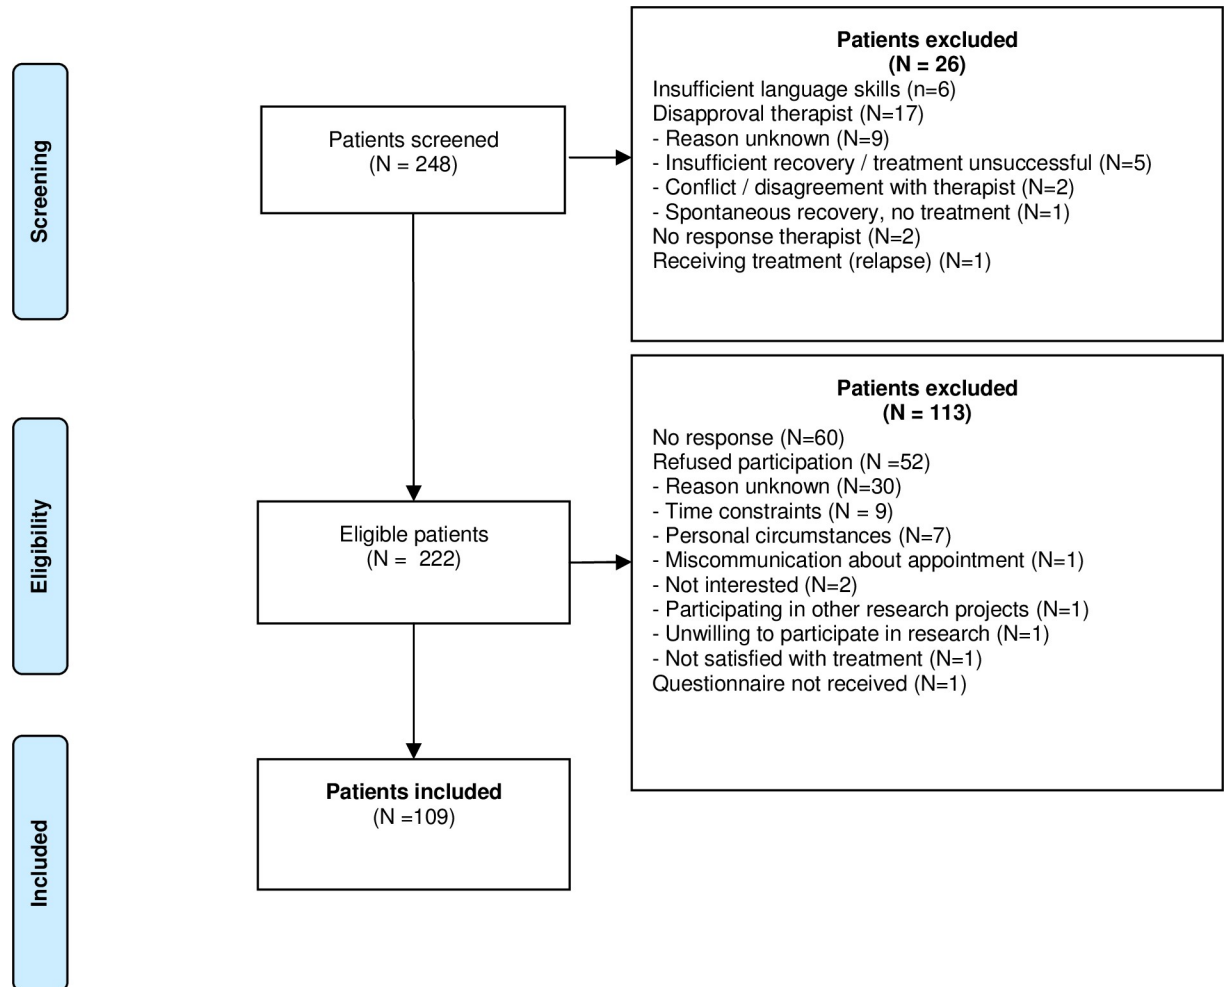 Screening
Patients screened
(N = 248)
Patients excluded
(N = 26)
Insufficient language skills (n=6)
Disapproval therapist (N=17)
- Reason unknown (N=9)
- Insufficient recovery / treatment unsuccessful (N=5)
- Conflict / disagreement with therapist (N=2)
- Spontaneous recovery, no treatment (N=1)
No response therapist (N=2)
Receiving treatment (relapse) (N=1)
Eligibility
Eligible patients
(N =  222)
Patients excluded
(N = 113)
No response (N=60)
Refused participation (N =52)
- Reason unknown (N=30)
- Time constraints (N = 9)
- Personal circumstances (N=7)
- Miscommunication about appointment (N=1)
- Not interested (N=2)
- Participating in other research projects (N=1)
- Unwilling to participate in research (N=1)
- Not satisfied with treatment (N=1)
Questionnaire not received (N=1)
Included
Patients included
(N =109)